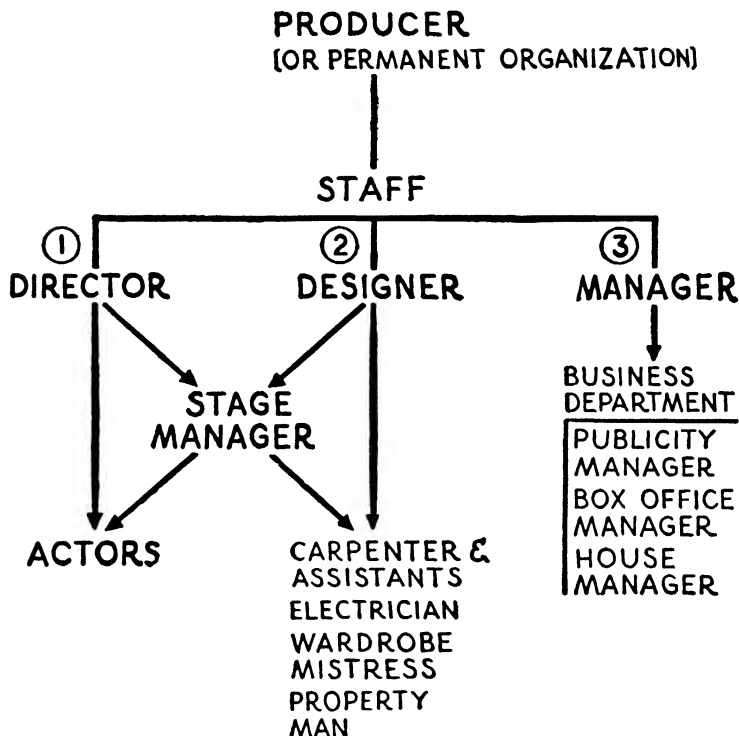 PRODUCER
[OR PERMANENT ORGANIZATION]
STAFF
① DIRECTOR
② DESIGNER
③ MANAGER
STAGE
MANAGER
ACTORS
CARPENTER &
ASSISTANTS
ELECTRICIAN
WARDROBE
MISTRESS
PROPERTY
MAN
BUSINESS
DEPARTMENT
PUBLICITY
MANAGER
BOX OFFICE
MANAGER
HOUSE
MANAGER